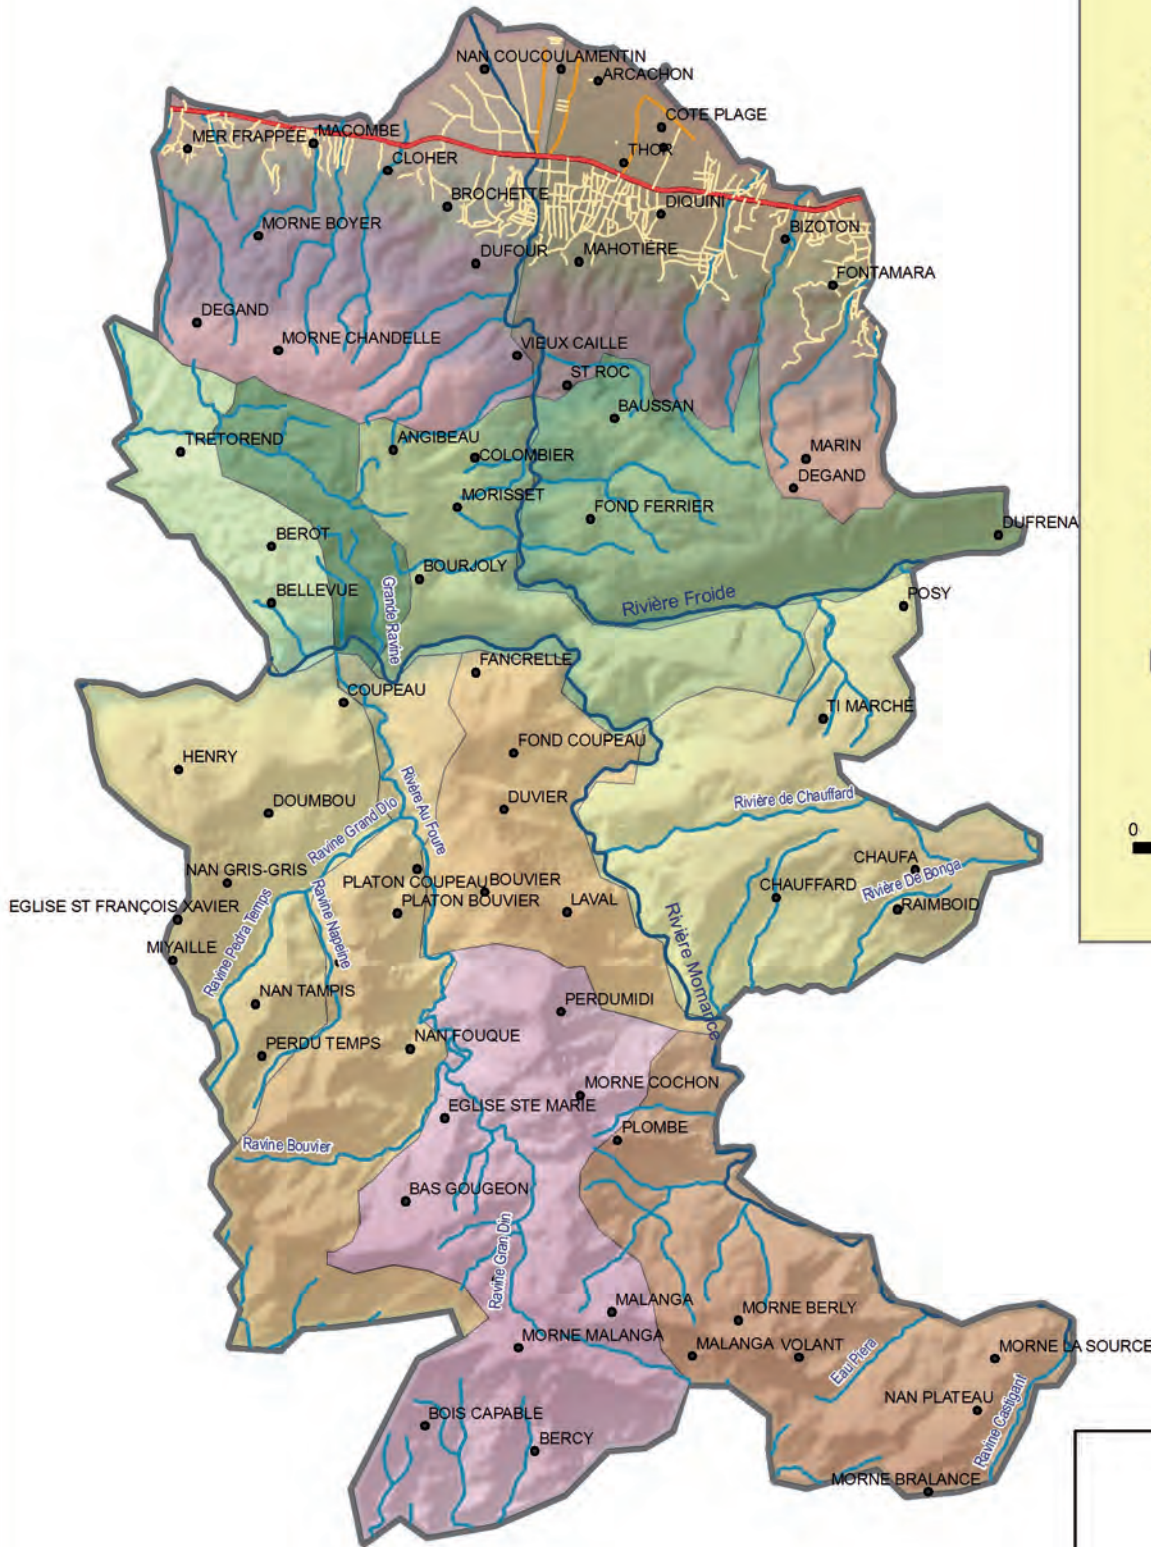 NAN COUCOULAMENTIN
ARCACHON
COTE PLAGE
MER FRAPPÉE
MACOMBE
CLOHER
THOR
BROCHETTE
DIQUINI
MORNE BOYER
BIZOTON
DUFOUR
MAHOTIÈRE
FONTAMARA
DEGAND
MORNE CHANDELLE
VIEUX CAILLE
ST ROC
BAUSSAN
TRETOREND
ANGIBEAU
COLOMBIER
MARIN
DEGAND
MORISSET
FOND FERRIER
DUFRENA
BEROT
BOURJOLY
BELLEVUE
Grande Ravine
Rivière Froide
POSY
FANCRELLE
COUPEAU
TI MARCHÉ
HENRY
FOND COUPEAU
DOUMBOU
Ravine Grand Dio
Rivère Au Foure
DUVIER
Rivière de Chauffard
NAN GRIS-GRIS
PLATON COUPEAU
BOUVIER
CHAUFA
CHAUFFARD
Rivière De Bonga
RAIMBOID
EGLISE ST FRANÇOIS XAVIER
PLATON BOUVIER
LAVAL
Ravine Pedra Temps
Ravine Napeine
Rivière Momance
MIYAILLE
NAN TAMPIS
PERDUMIDI
PERDU TEMPS
NAN FOUQUE
MORNE COCHON
EGLISE STE MARIE
PLOMBE
Ravine Bouvier
BAS GOUGEON
Ravine Gran Din
MALANGA
MORNE BERLY
MORNE MALANGA
MALANGA
VOLANT
Eau Piera
MORNE LA SOURCE
NAN PLATEAU
Ravine Castigant
BOIS CAPABLE
BERCY
MORNE BRALANCE
0